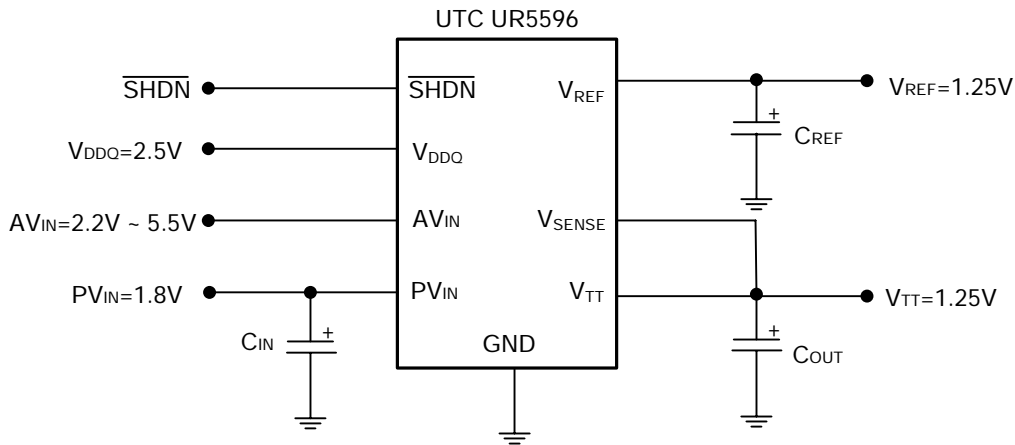 UTC UR5596
SHDN
SHDN
VREF
VREF=1.25V
+
CREF
VDDQ=2.5V
VDDQ
AVIN=2.2V ~ 5.5V
AVIN
VSENSE
PVIN=1.8V
PVIN
VTT
VTT=1.25V
+
CIN
GND
+
COUT